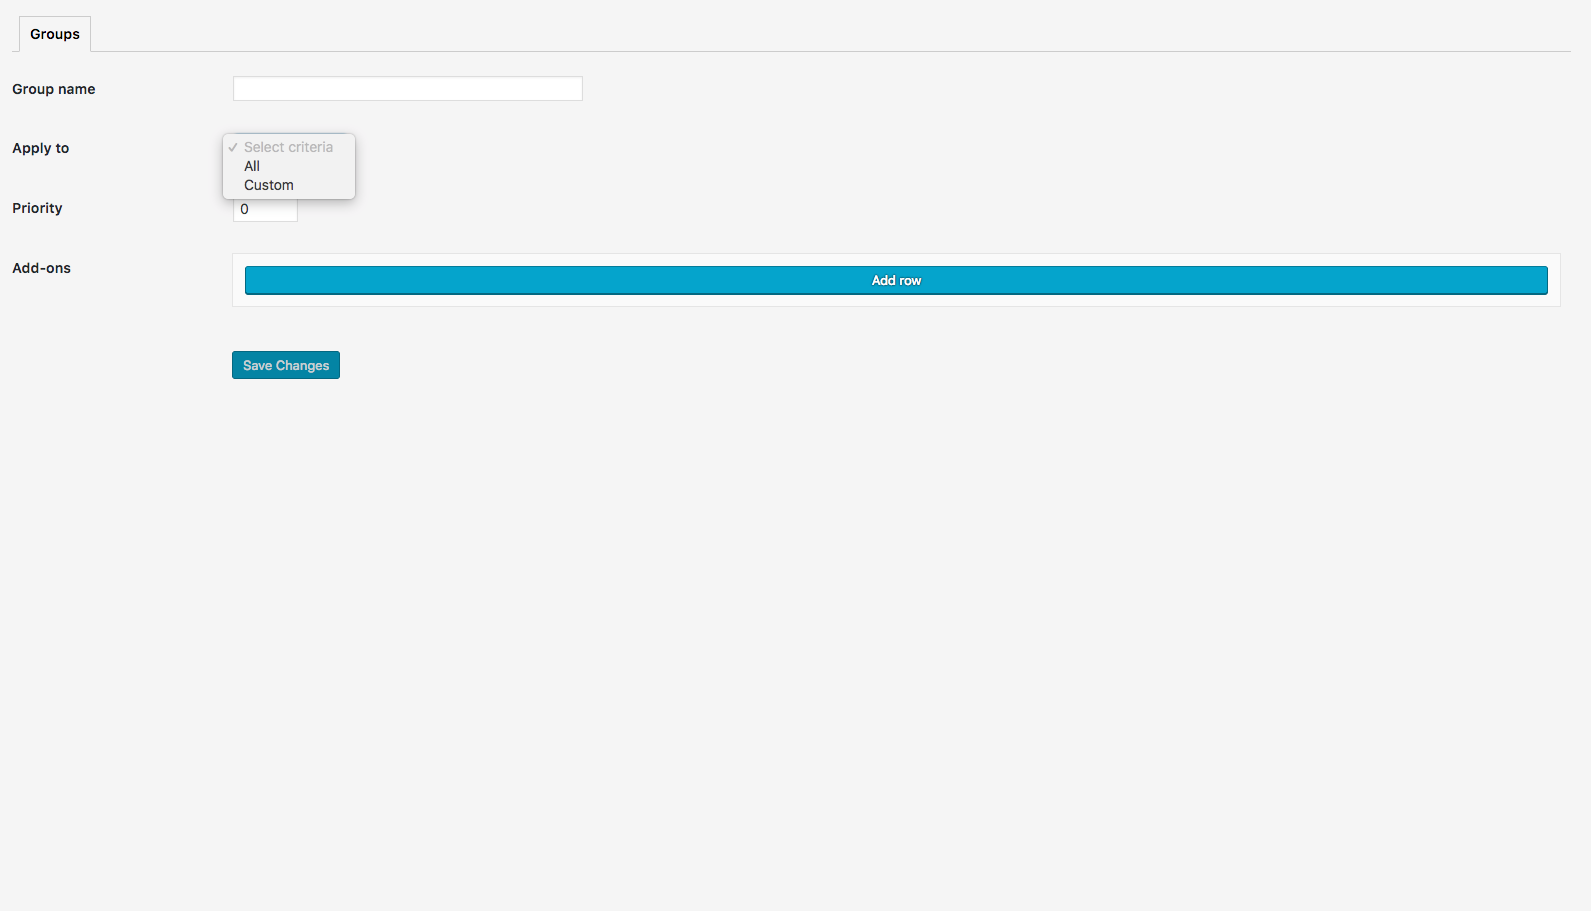 Groups
Group name
Apply to
✓ Select criteria
All
Custom
Priority
0
Add-ons
Add row
Save Changes